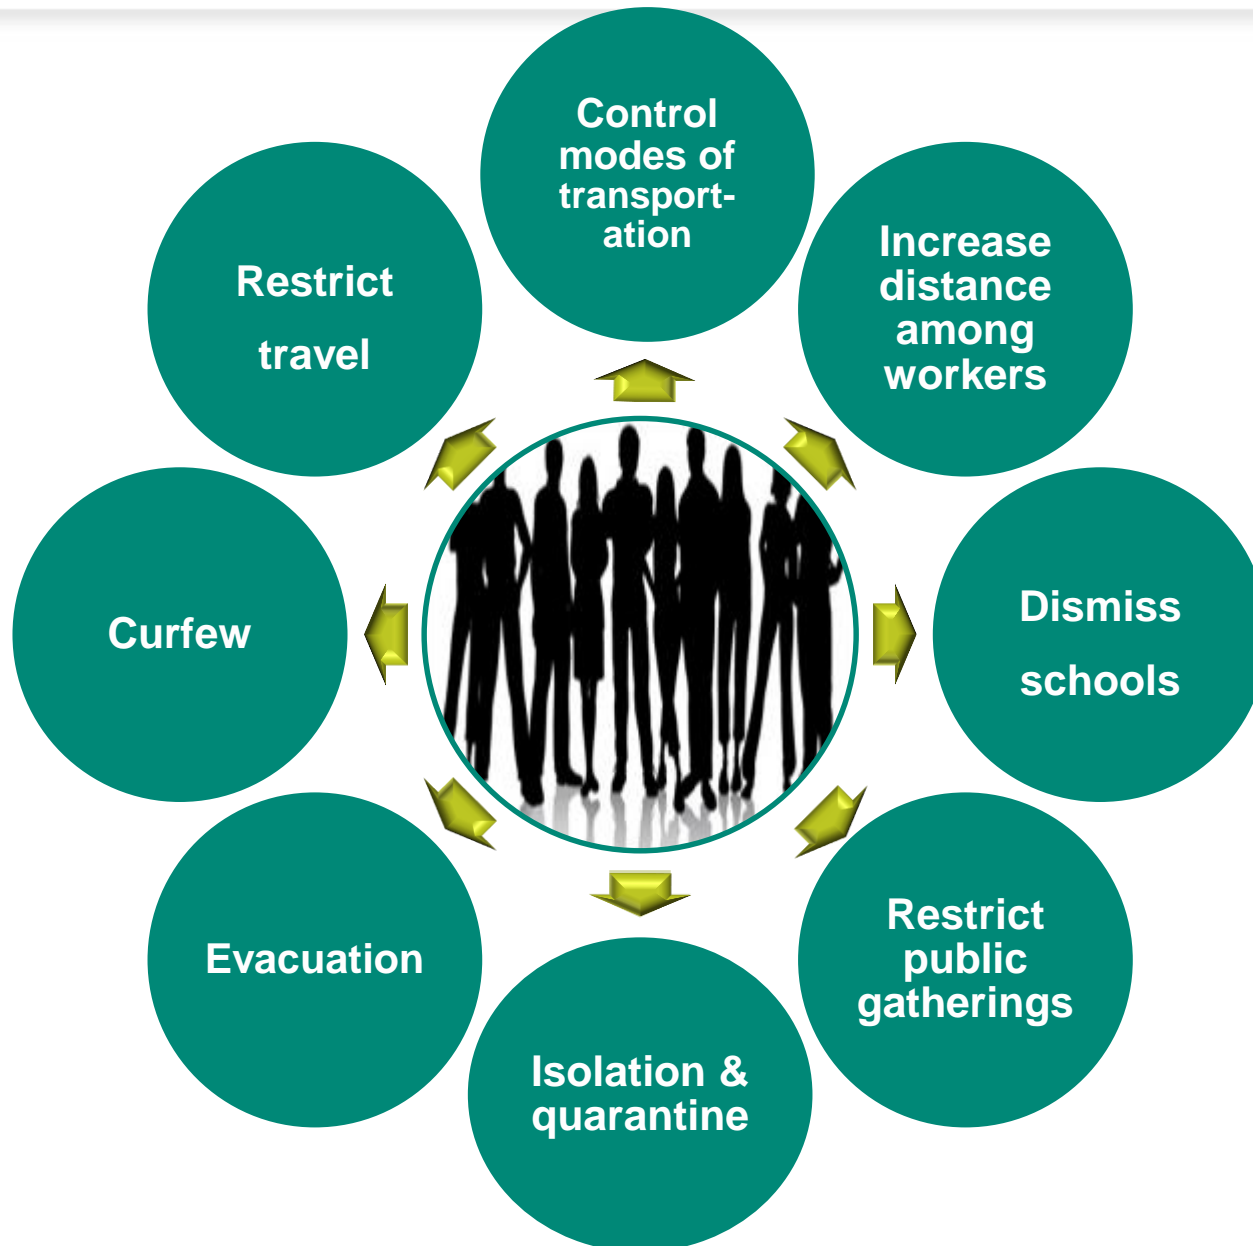 Control
modes of
transport-
ation
Increase
distance
among
workers
Dismiss
schools
Restrict
public
gatherings
Isolation &
quarantine
Evacuation
Curfew
Restrict
travel